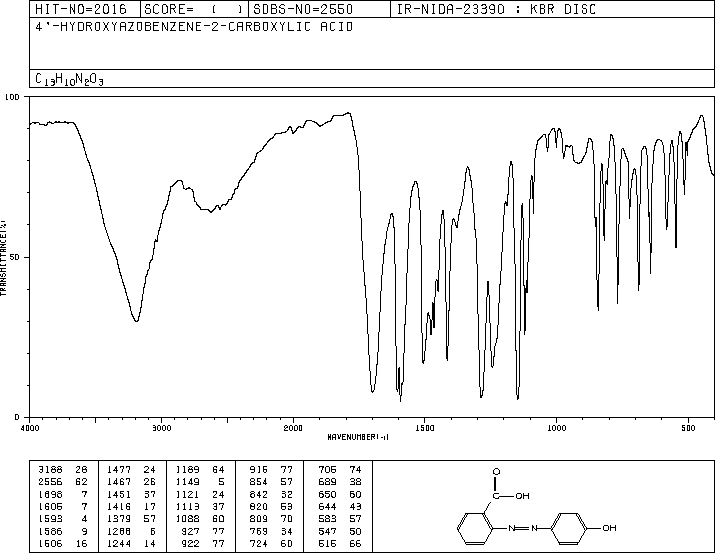 HIT-NO=2016 SCORE= ( ) SDBS-NO=2550 IR-NIDA-23390 : KBR DISC
4'-HYDROXYAZOBENZENE-2-CARBOXYLIC ACID
C13H10N2O3
100
50
0
TRANSMITTANCE(%)
4000 3000 2000 1500 1000 500
WAVENUMBER(-1)
3188 28 1477 24 1189 64 915 77 705 74
2556 62 1467 26 1149 5 854 57 689 38
1698 7 1451 37 1121 24 842 32 650 50
1605 7 1416 17 1113 37 820 53 644 43
1593 4 1379 57 1088 60 809 70 583 57
1586 9 1288 6 927 77 769 34 547 50
1506 16 1244 14 922 77 724 60 515 66
O
C OH
N N OH